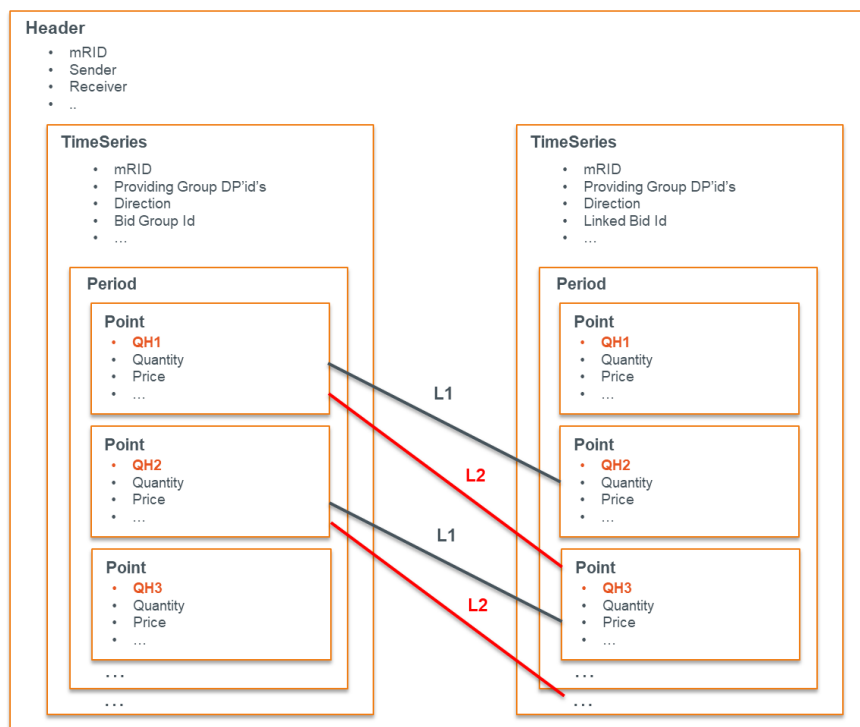 Header
• mRID
• Sender
• Receiver
• ..
TimeSeries
• mRID
• Providing Group DP'id's
• Direction
• Bid Group Id
• ...
Period
Point
• QH1
• Quantity
• Price
• ...
Point
• QH2
• Quantity
• Price
• ...
Point
• QH3
• Quantity
• Price
• ...
...
...
L1
L2
L1
L2
TimeSeries
• mRID
• Providing Group DP'id's
• Direction
• Linked Bid Id
• ...
Period
Point
• QH1
• Quantity
• Price
• ...
Point
• QH2
• Quantity
• Price
• ...
Point
• QH3
• Quantity
• Price
• ...
...
...